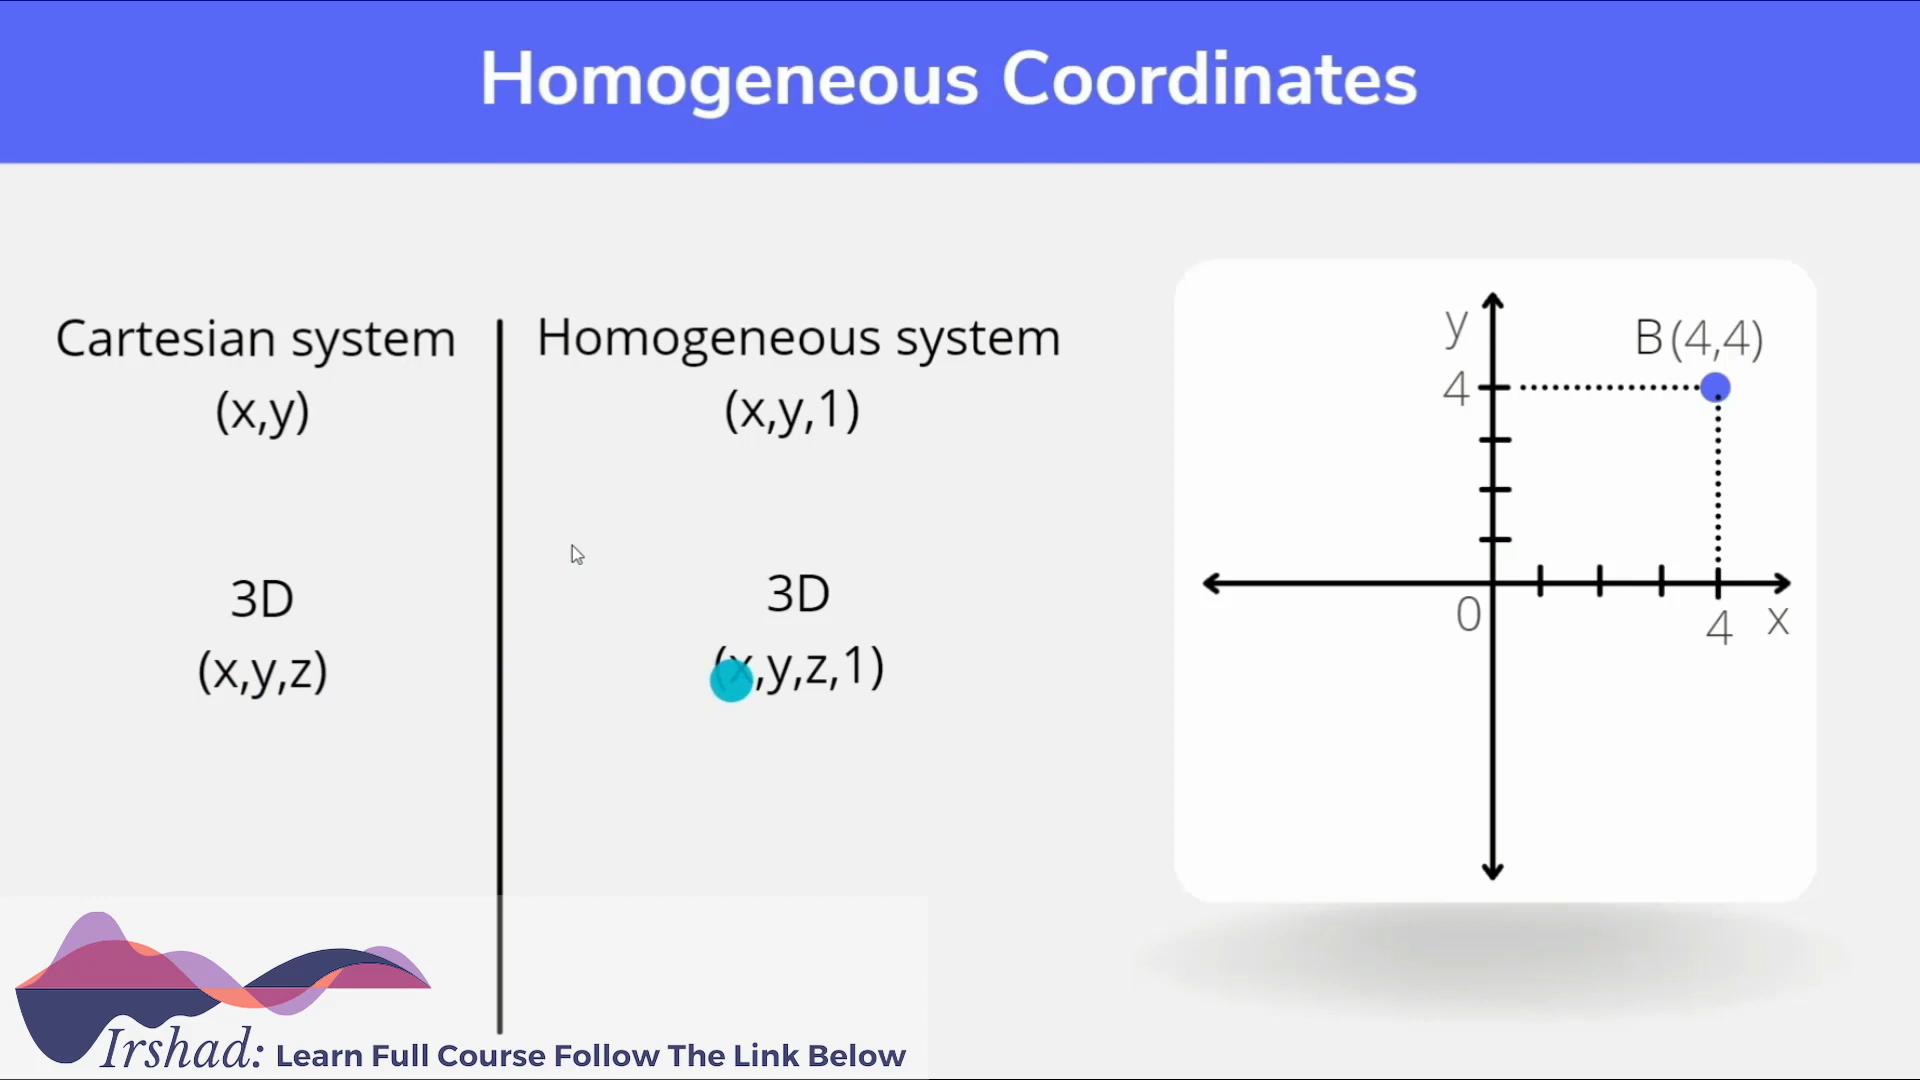 Homogeneous Coordinates
Cartesian system
(x,y)
3D
(x,y,z)
Homogeneous system
(x,y,1)
3D
(x,y,z,1)
y
B(4,4)
4
0
4
x
Irshad: Learn Full Course Follow The Link Below